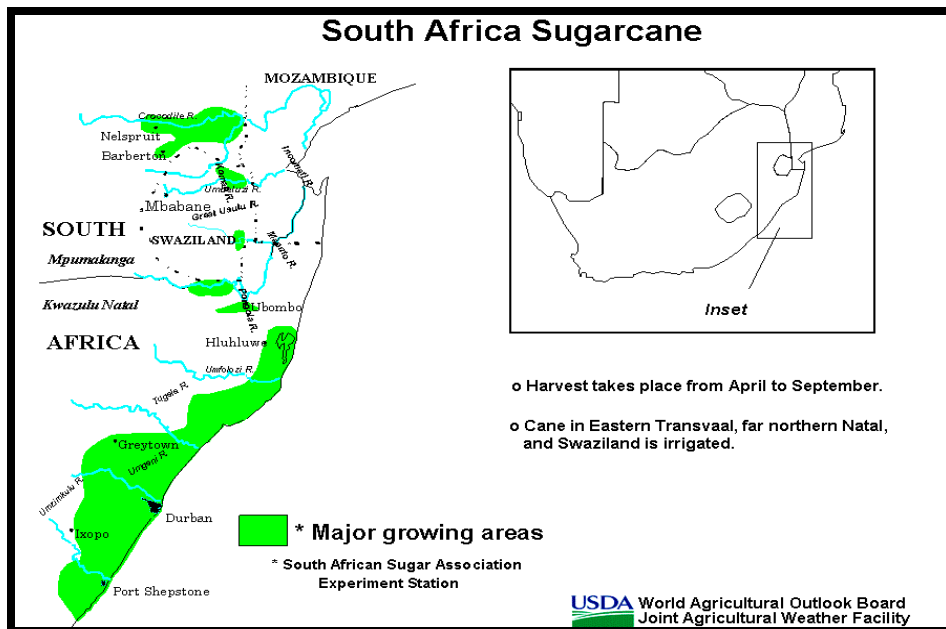 South Africa Sugarcane
MOZAMBIQUE
Crocodile R.
Nelspruit
Barberton
Komati R.
Incomati R.
Umbeluzi R.
Mbabane
Great Usutu R.
SOUTH
SWAZILAND
Maputo R.
Mpumalanga
Kwazulu Natal
Pongola R.
Ubombo
AFRICA
Hluhluwe
Umfolozi R.
Tugela R.
Greytown
Umgeni R.
Umzimkulu R.
Durban
Ixopo
Port Shepstone
Inset
o Harvest takes place from April to September.
o Cane in Eastern Transvaal, far northern Natal,
and Swaziland is irrigated.
* Major growing areas
* South African Sugar Association
Experiment Station
USDA World Agricultural Outlook Board
Joint Agricultural Weather Facility